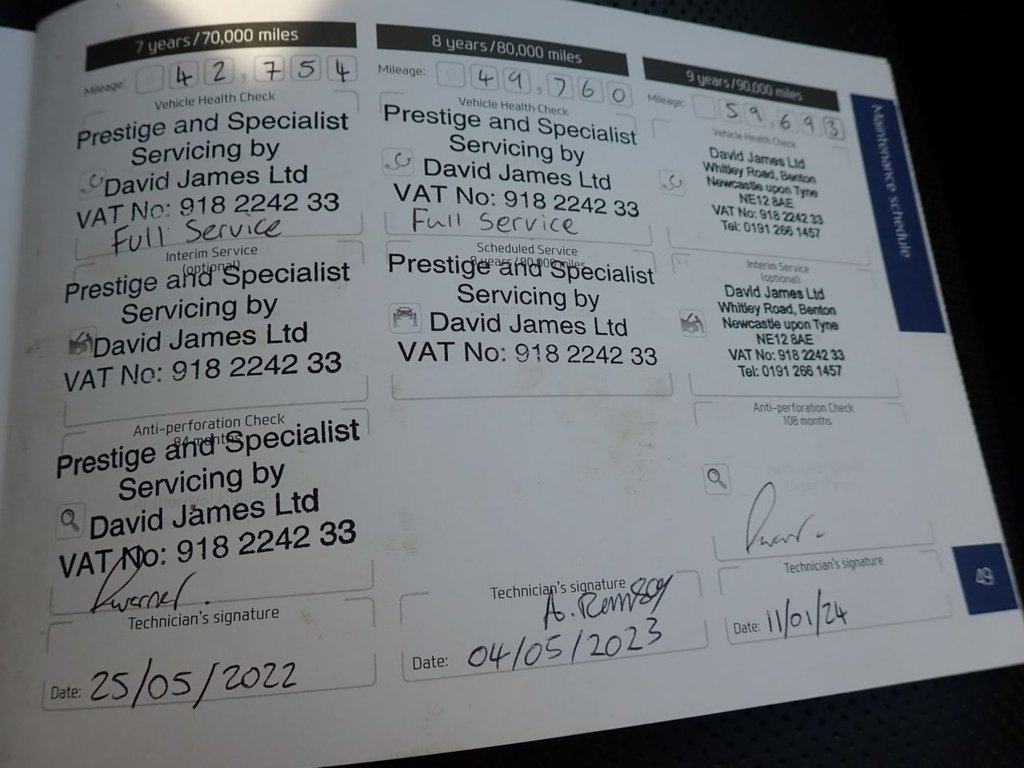 7 years/70,000 miles
Mileage: 42,754
Vehicle Health Check
Prestige and Specialist
Servicing by
David James Ltd
VAT No: 918 2242 33
Full Service
Interim Service
(optional)
Prestige and Specialist
Servicing by
David James Ltd
VAT No: 918 2242 33
Anti-perforation Check
84 months
Prestige and Specialist
Servicing by
David James Ltd
VAT No: 918 2242 33
Technician's signature
Date: 25/05/2022
8 years/80,000 miles
Mileage: 49,760
Vehicle Health Check
Prestige and Specialist
Servicing by
David James Ltd
VAT No: 918 2242 33
Full Service
Scheduled Service
8 years/80,000 miles
Prestige and Specialist
Servicing by
David James Ltd
VAT No: 918 2242 33
Technician's signature
A. Ramsay
Date: 04/05/2023
9 years/90,000 miles
Mileage: 59,693
Vehicle Health Check
David James Ltd
Whitley Road, Benton
Newcastle upon Tyne
NE12 8AE
VAT No: 918 2242 33
Tel: 0191 266 1457
Interim Service
(optional)
David James Ltd
Whitley Road, Benton
Newcastle upon Tyne
NE12 8AE
VAT No: 918 2242 33
Tel: 0191 266 1457
Anti-perforation Check
108 months
Technician's signature
Date: 11/01/24
Maintenance schedule
49